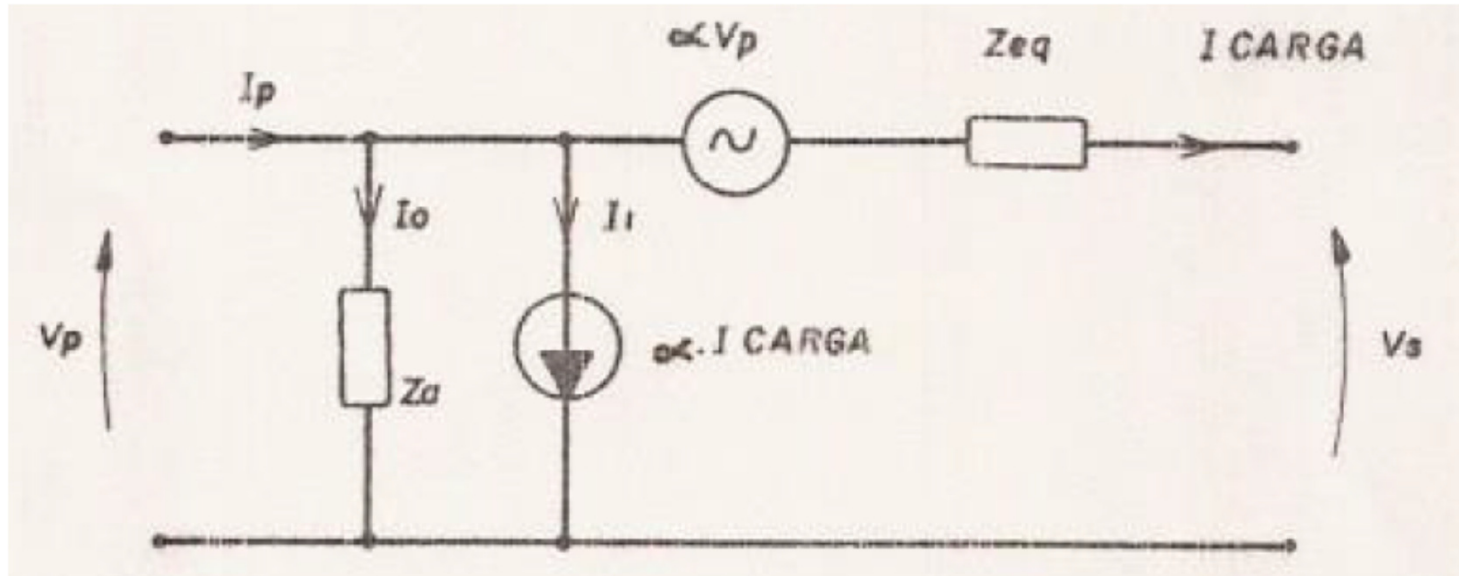 ∝Vp
Zeq
I CARGA
Ip
Io
I1
Vp
Za
∝. I CARGA
Vs